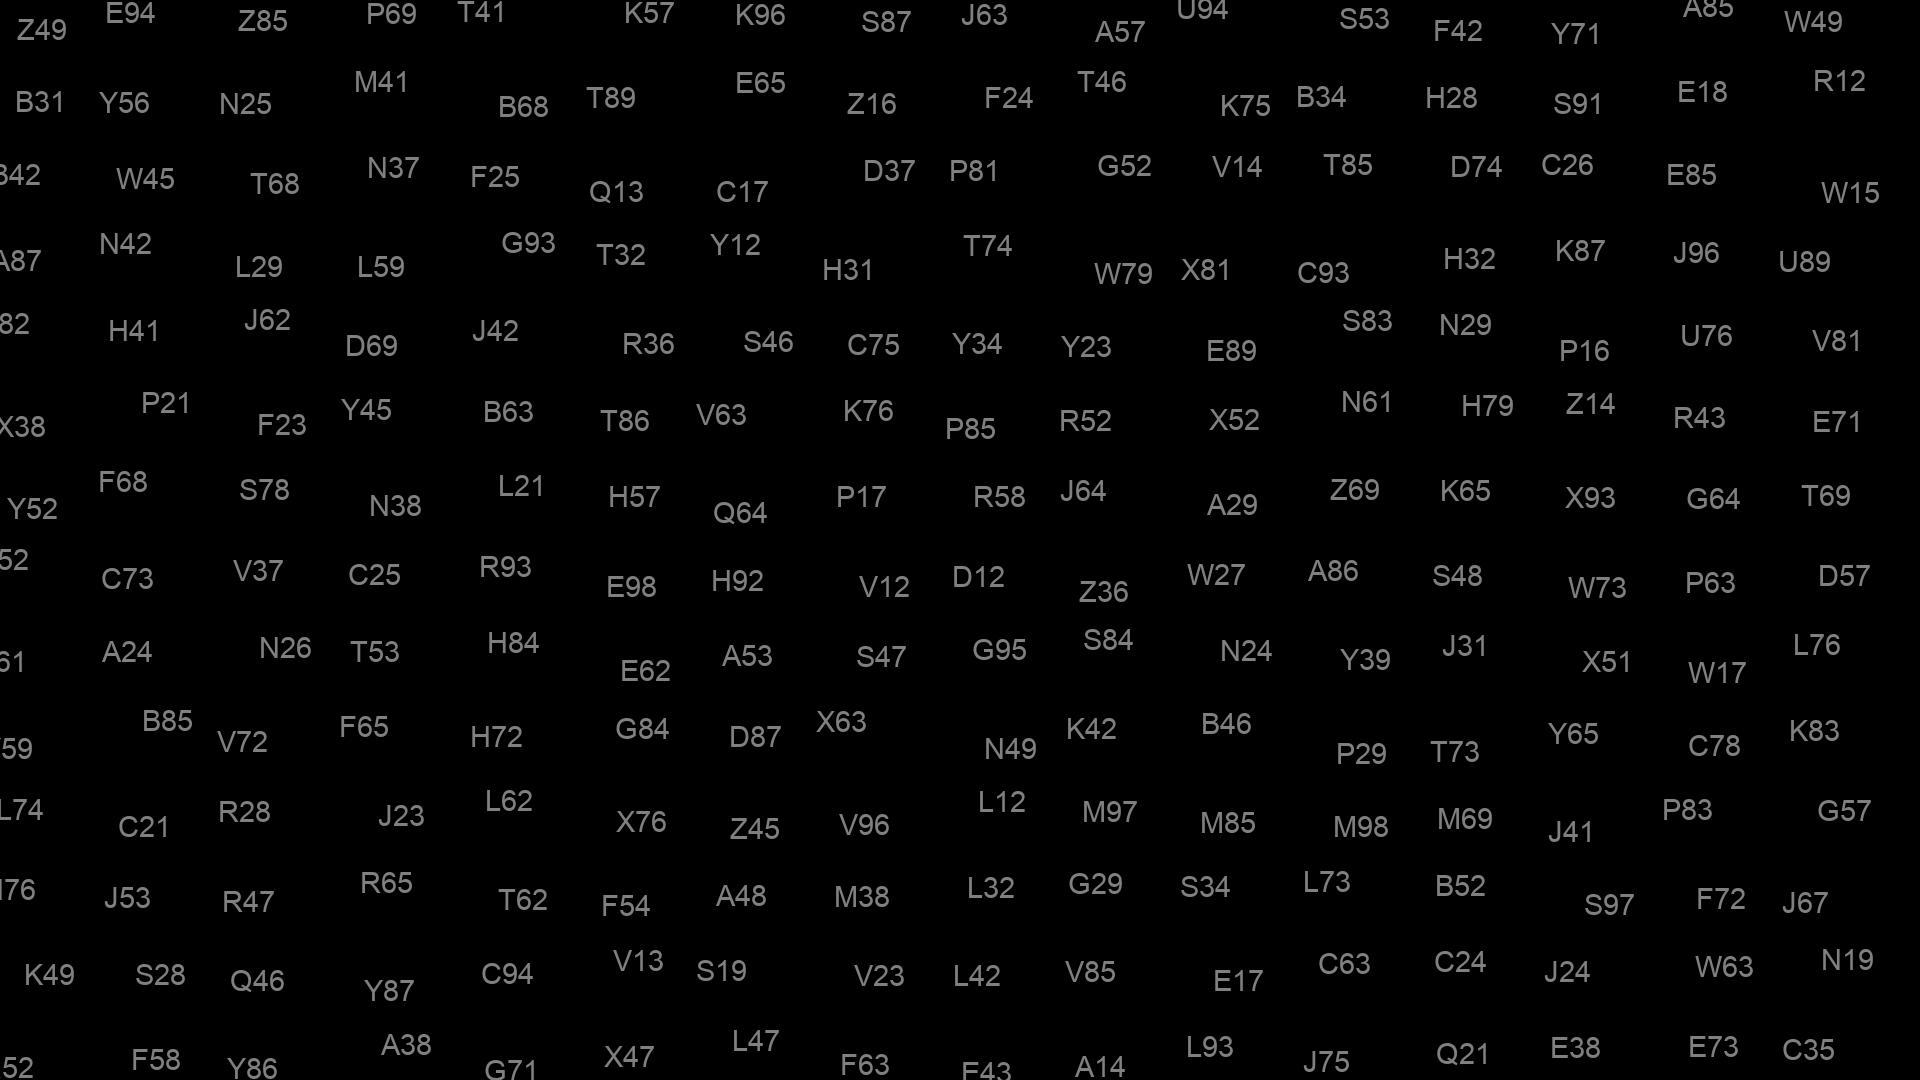 Z49 E94 Z85 P69 T41 K57 K96 S87 J63 A57 U94 S53 F42 Y71 A85 W49
B31 Y56 N25 M41 B68 T89 E65 Z16 F24 T46 K75 B34 H28 S91 E18 R12
B42 W45 T68 N37 F25 Q13 C17 D37 P81 G52 V14 T85 D74 C26 E85 W15
A87 N42 L29 L59 G93 T32 Y12 H31 T74 W79 X81 C93 H32 K87 J96 U89
82 H41 J62 D69 J42 R36 S46 C75 Y34 Y23 E89 S83 N29 P16 U76 V81
X38 P21 F23 Y45 B63 T86 V63 K76 P85 R52 X52 N61 H79 Z14 R43 E71
Y52 F68 S78 N38 L21 H57 Q64 P17 R58 J64 A29 Z69 K65 X93 G64 T69
52 C73 V37 C25 R93 E98 H92 V12 D12 Z36 W27 A86 S48 W73 P63 D57
61 A24 N26 T53 H84 E62 A53 S47 G95 S84 N24 Y39 J31 X51 W17 L76
59 B85 V72 F65 H72 G84 D87 X63 N49 K42 B46 P29 T73 Y65 C78 K83
L74 C21 R28 J23 L62 X76 Z45 V96 L12 M97 M85 M98 M69 J41 P83 G57
76 J53 R47 R65 T62 F54 A48 M38 L32 G29 S34 L73 B52 S97 F72 J67
K49 S28 Q46 Y87 C94 V13 S19 V23 L42 V85 E17 C63 C24 J24 W63 N19
52 F58 Y86 A38 G71 X47 L47 F63 E43 A14 L93 J75 Q21 E38 E73 C35